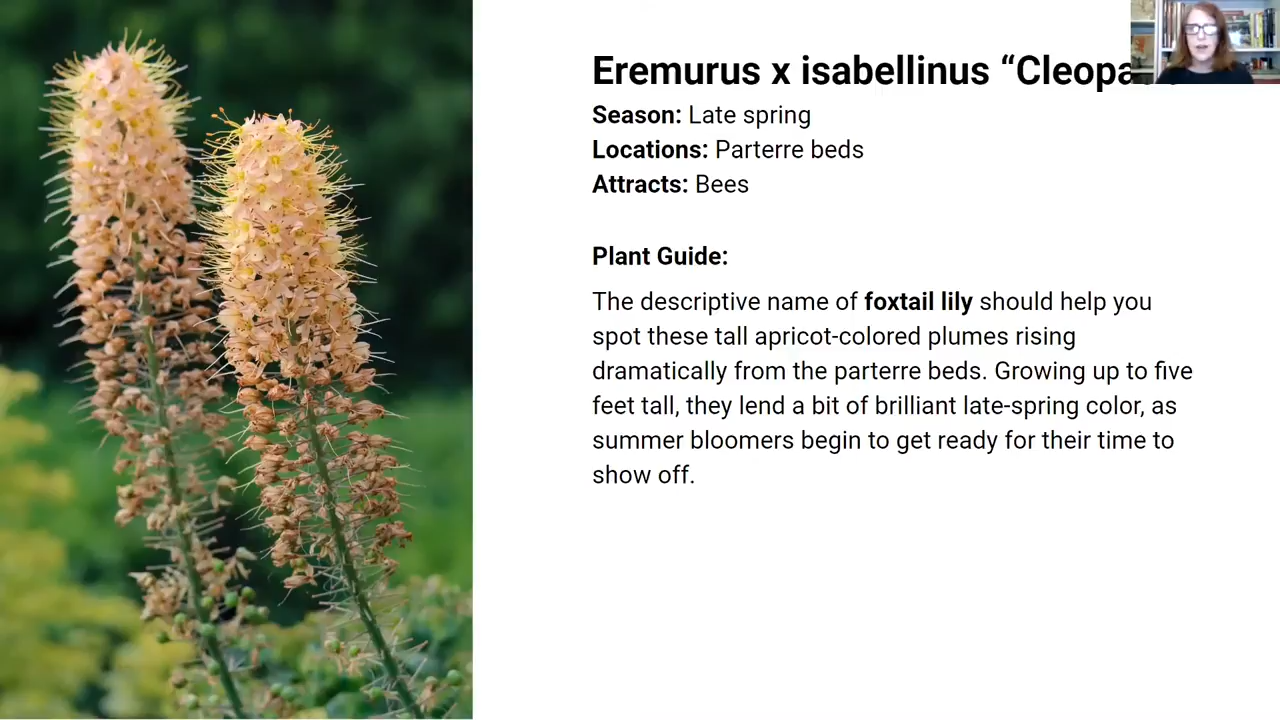 Eremurus x isabellinus
Season: Late spring
Locations: Parterre beds
Attracts: Bees
Plant Guide:
The descriptive name of foxtail lily should help you
spot these tall apricot-colored plumes rising
dramatically from the parterre beds. Growing up to five
feet tall, they lend a bit of brilliant late-spring color, as
summer bloomers begin to get ready for their time to
show off.